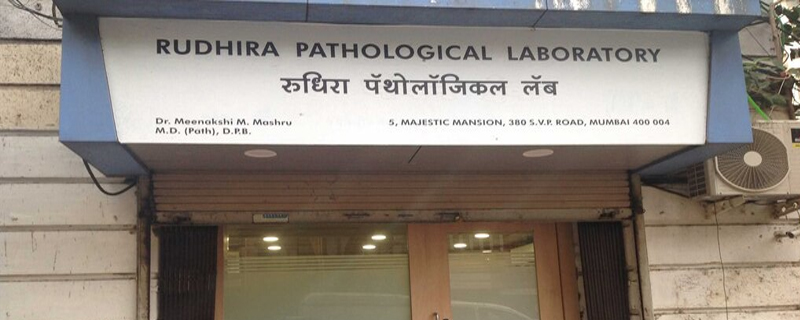 RUDHIRA PATHOLOGICAL LABORATORY
रुधिरा पॅथोलॉजिकल लॅब
Dr. Meenakshi M. Mashru
M.D. (Path), D.P.B.
5, MAJESTIC MANSION, 380 S.V.P. ROAD, MUMBAI 400 004